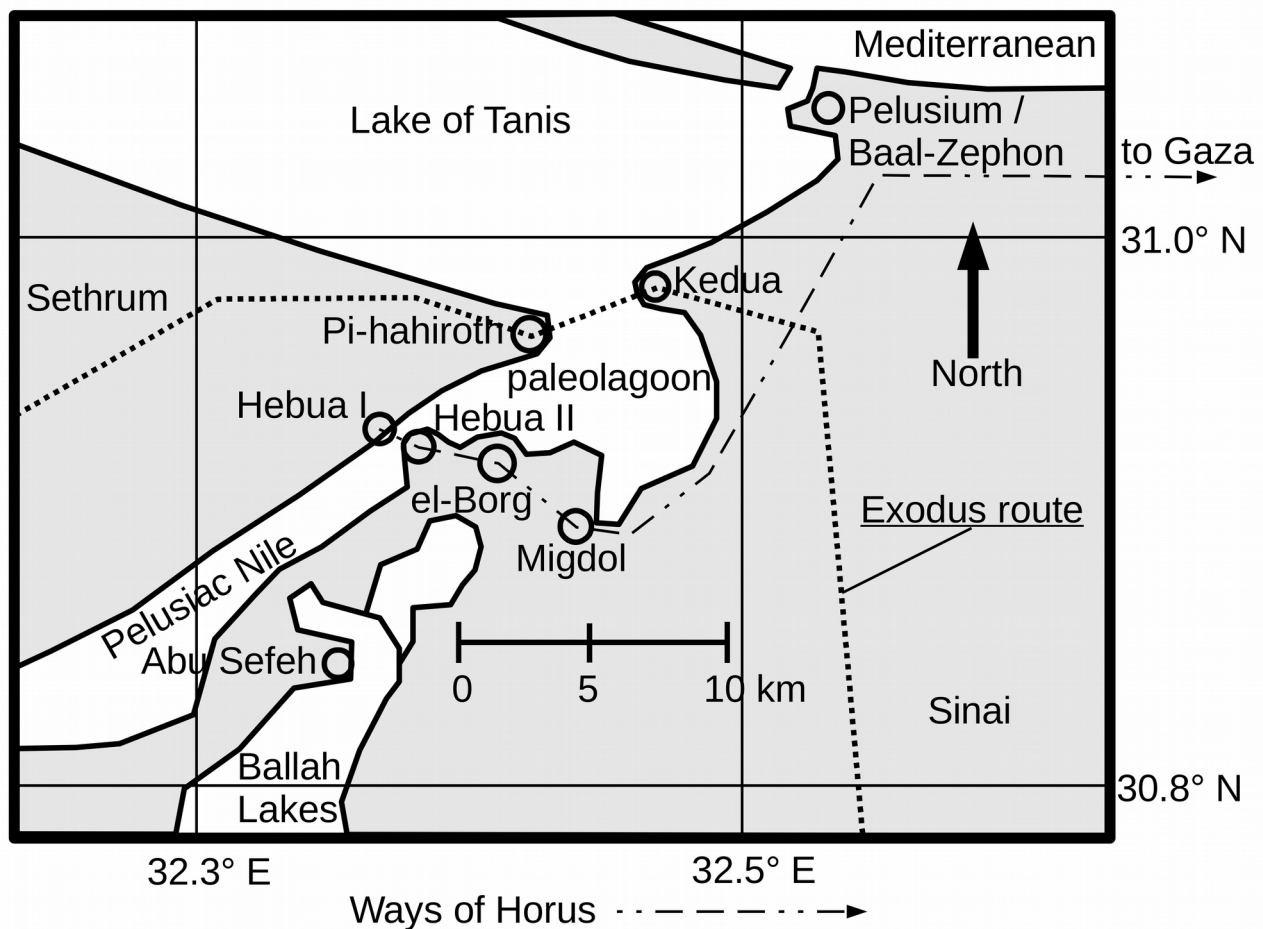 Mediterranean
Lake of Tanis
Pelusium /
Baal-Zephon
to Gaza
31.0° N
Sethrum
Kedua
Pi-hahiroth
paleolagoon
North
Hebua I
Hebua II
el-Borg
Exodus route
Migdol
Pelusiac Nile
Abu Sefeh
0 5 10 km
Sinai
Ballah
Lakes
30.8° N
32.3° E
32.5° E
Ways of Horus